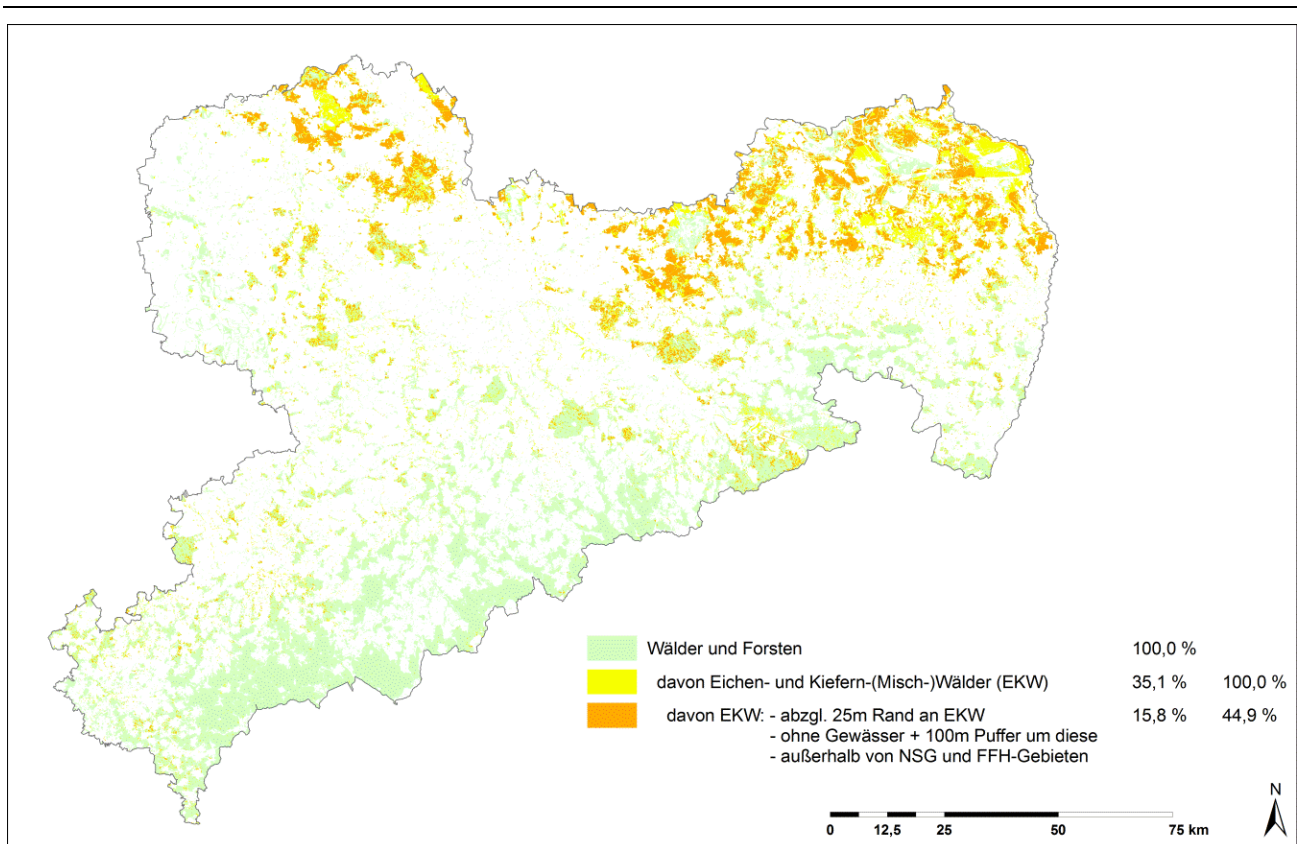 Wälder und Forsten 100,0 %
davon Eichen- und Kiefern-(Misch-)Wälder (EKW) 35,1 % 100,0 %
davon EKW: - abzgl. 25m Rand an EKW 15,8 % 44,9 %
- ohne Gewässer + 100m Puffer um diese
- außerhalb von NSG und FFH-Gebieten
N
0 12,5 25 50 75 km